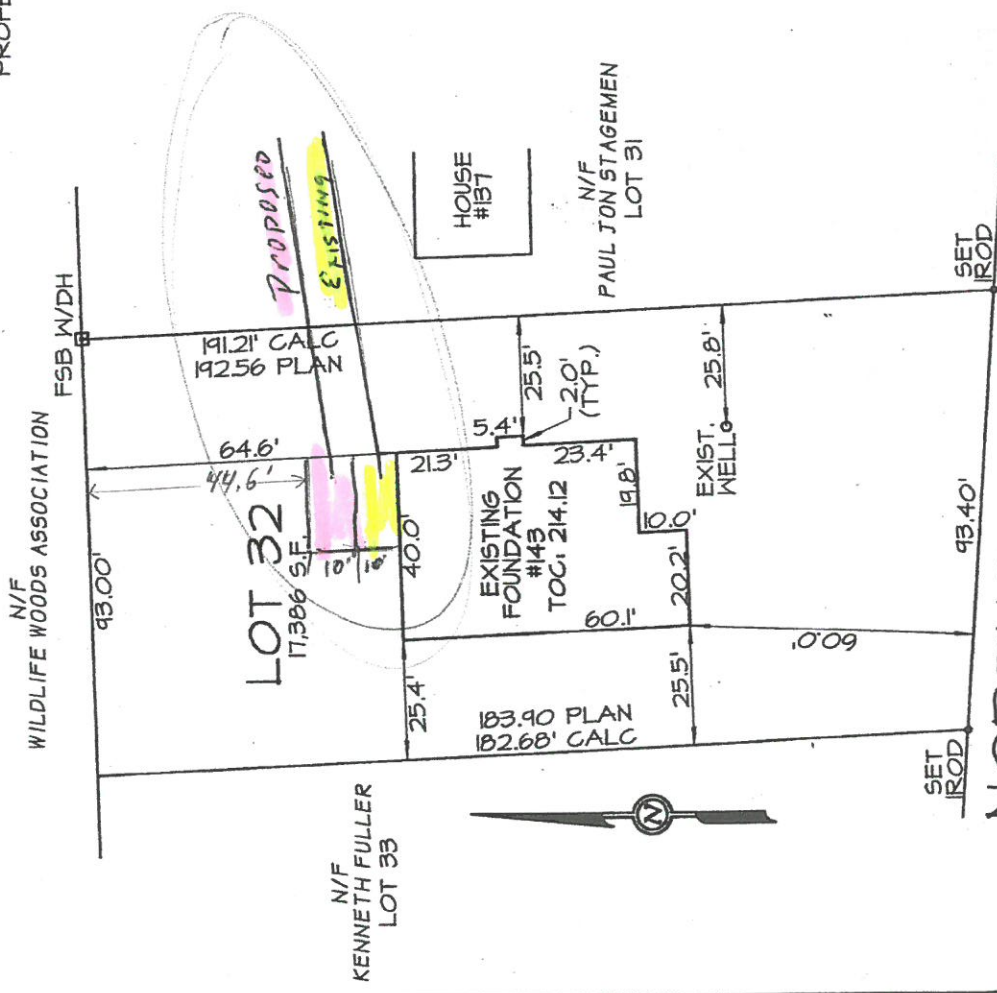 N/F
WILDLIFE WOODS ASSOCIATION
FSB W/DH
93.00'
64.6'
44.6'
191.21' CALC
192.56 PLAN
Proposed
Existing
LOT 32
17,386 S.F.
10'
10'
HOUSE
#137
N/F
PAUL JON STAGEMEN
LOT 31
N/F
KENNETH FULLER
LOT 33
25.4'
40.0'
21.3'
5.4'
25.5'
2.0'
(TYP.)
23.4'
EXISTING
FOUNDATION
#143
TOC: 214.12
19.8'
10.0'
20.2'
60.1'
EXIST.
WELL
25.8'
183.90 PLAN
182.68' CALC
25.5'
60.0'
N
SET
IROD
93.40'
SET
IROD